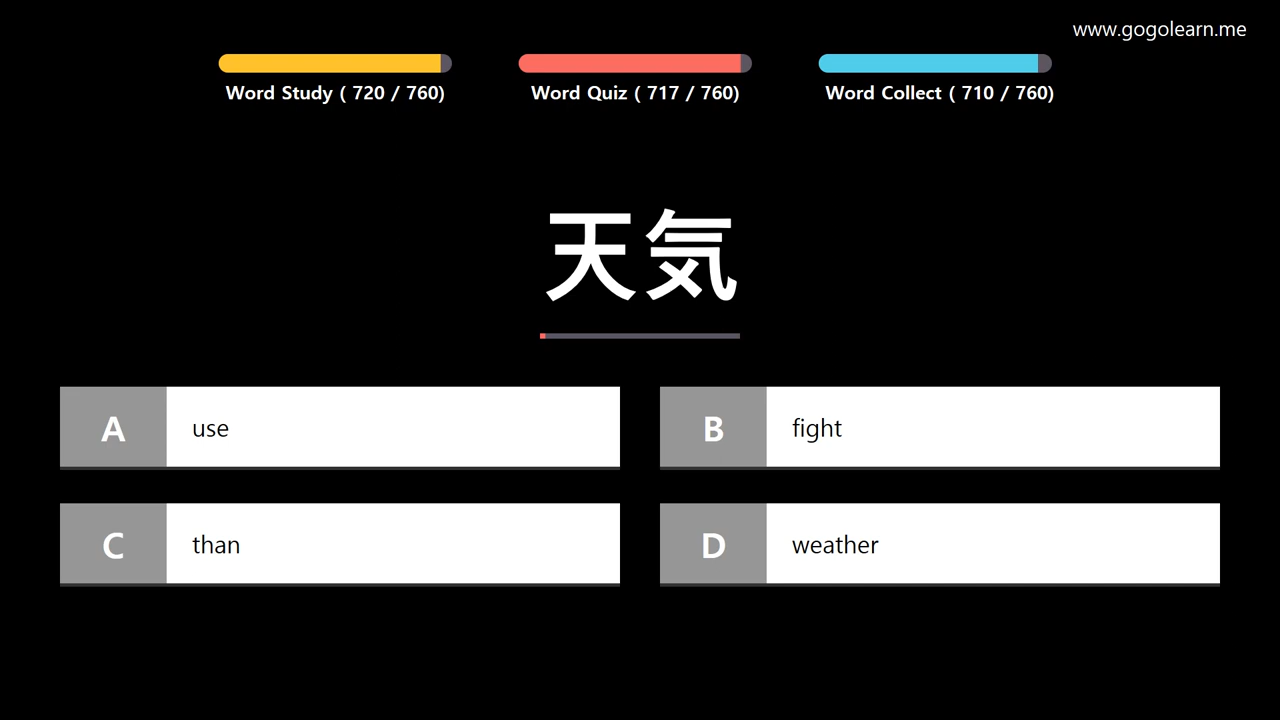 www.gogolearn.me
Word Study ( 720 / 760)
Word Quiz ( 717 / 760)
Word Collect ( 710 / 760)
天気
A use
B fight
C than
D weather